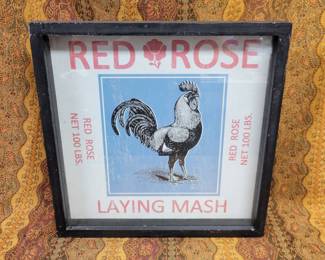 RED ROSE
RED ROSE
NET 100 LBS.
RED ROSE
NET 100 LBS.
LAYING MASH